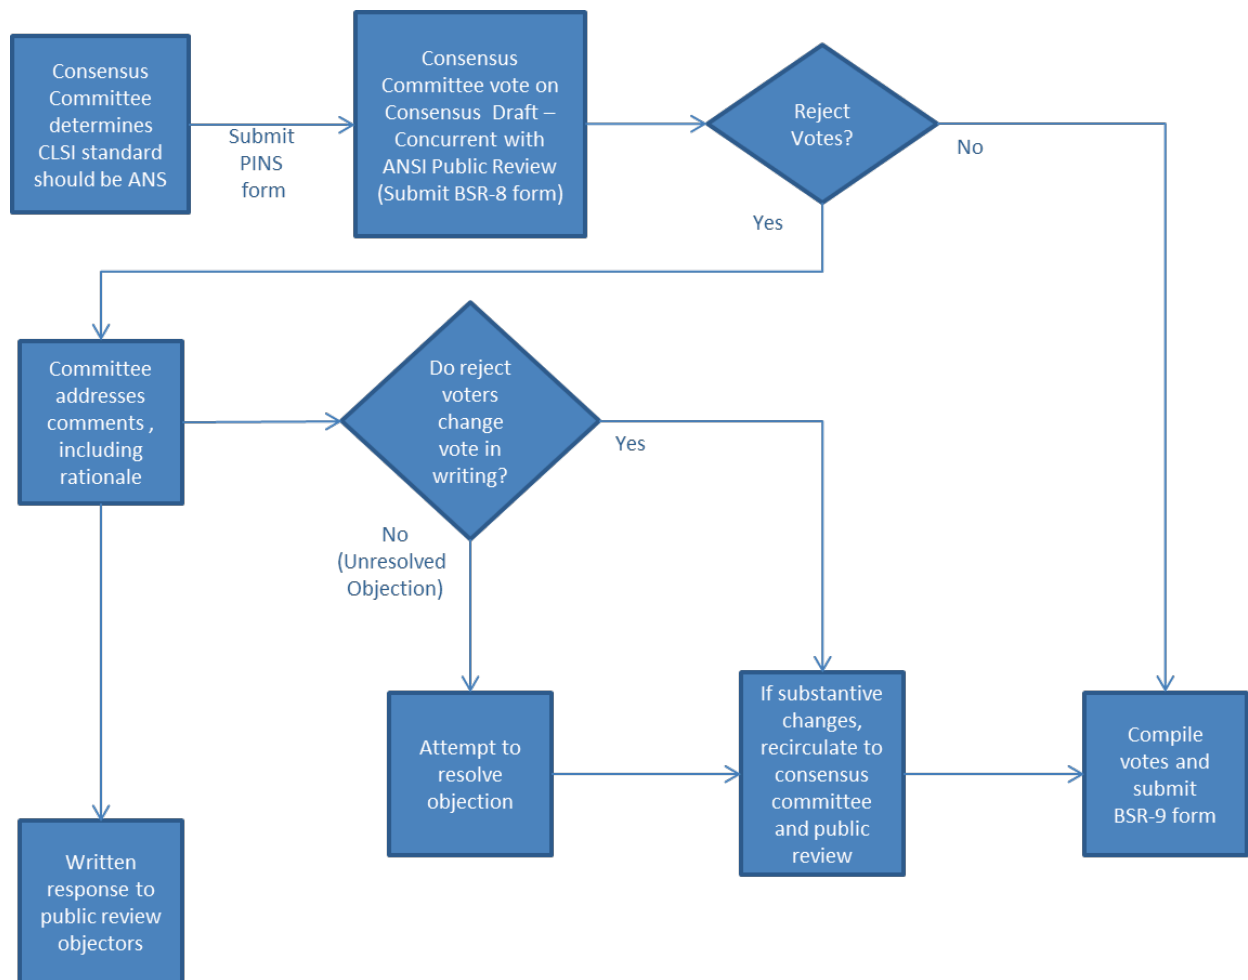 Consensus
Committee
determines
CLSI standard
should be ANS
Submit
PINS
form
Consensus
Committee vote on
Consensus Draft –
Concurrent with
ANSI Public Review
(Submit BSR-8 form)
Reject
Votes?
No
Yes
Committee
addresses
comments ,
including
rationale
Do reject
voters
change
vote in
writing?
Yes
No
(Unresolved
Objection)
Attempt to
resolve
objection
If substantive
changes,
recirculate to
consensus
committee
and public
review
Compile
votes and
submit
BSR-9 form
Written
response to
public review
objectors